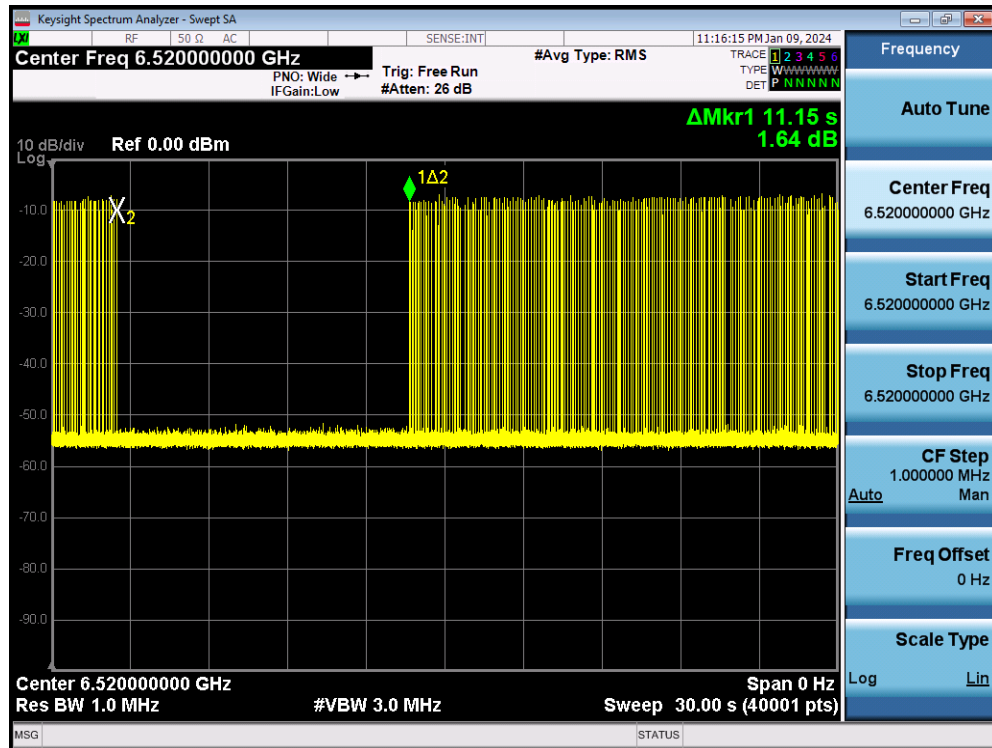 Keysight Spectrum Analyzer - Swept SA
LXI RF 50 Ω AC SENSE:INT 11:16:15 PM Jan 09, 2024
Center Freq 6.520000000 GHz
PNO: Wide
IFGain:Low
Trig: Free Run
#Atten: 26 dB
#Avg Type: RMS
TRACE 1 2 3 4 5 6
TYPE WWWWWW
DET P N N N N N
ΔMkr1 11.15 s
1.64 dB
10 dB/div Ref 0.00 dBm
Log
1Δ2
2
-10.0
-20.0
-30.0
-40.0
-50.0
-60.0
-70.0
-80.0
-90.0
Center 6.520000000 GHz Span 0 Hz
Res BW 1.0 MHz #VBW 3.0 MHz Sweep 30.00 s (40001 pts)
MSG STATUS
Frequency
Auto Tune
Center Freq
6.520000000 GHz
Start Freq
6.520000000 GHz
Stop Freq
6.520000000 GHz
CF Step
1.000000 MHz
Auto Man
Freq Offset
0 Hz
Scale Type
Log Lin